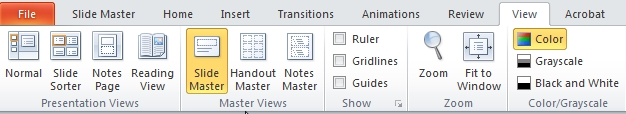 File Slide Master Home Insert Transitions Animations Review View Acrobat
Normal Slide Sorter Notes Page Reading View
Presentation Views
Slide Master Handout Master Notes Master
Master Views
Ruler
Gridlines
Guides
Show
Zoom Fit to Window
Zoom
Color
Grayscale
Black and White
Color/Grayscale